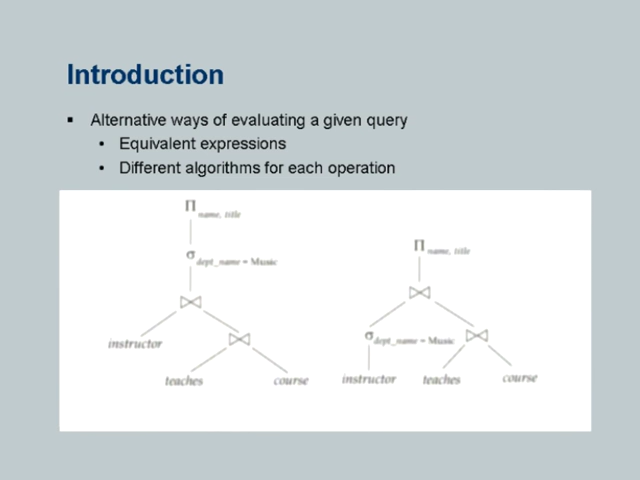 Introduction
▪ Alternative ways of evaluating a given query
• Equivalent expressions
• Different algorithms for each operation
Π name, title
σ dept_name = Music
⋈
instructor
⋈
teaches
course
Π name, title
⋈
σ dept_name = Music
⋈
instructor
teaches
course